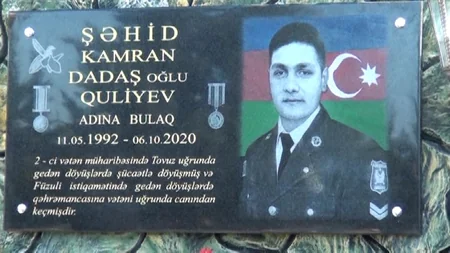 ŞƏHİD
KAMRAN
DADAŞ OĞLU
QULİYEV
ADINA BULAQ
11.05.1992 - 06.10.2020
2 - ci vətən müharibəsində Tovuz uğrunda
gedən döyüşlərdə şücaətlə döyüşmüş və
Füzuli istiqamətində gedən döyüşlərdə
qəhrəmancasına vətəni uğrunda canından
keçmişdir.